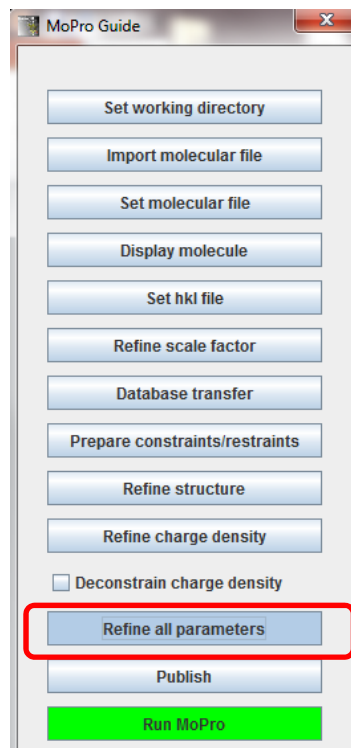 MoPro Guide
Set working directory
Import molecular file
Set molecular file
Display molecule
Set hkl file
Refine scale factor
Database transfer
Prepare constraints/restraints
Refine structure
Refine charge density
Deconstrain charge density
Refine all parameters
Publish
Run MoPro